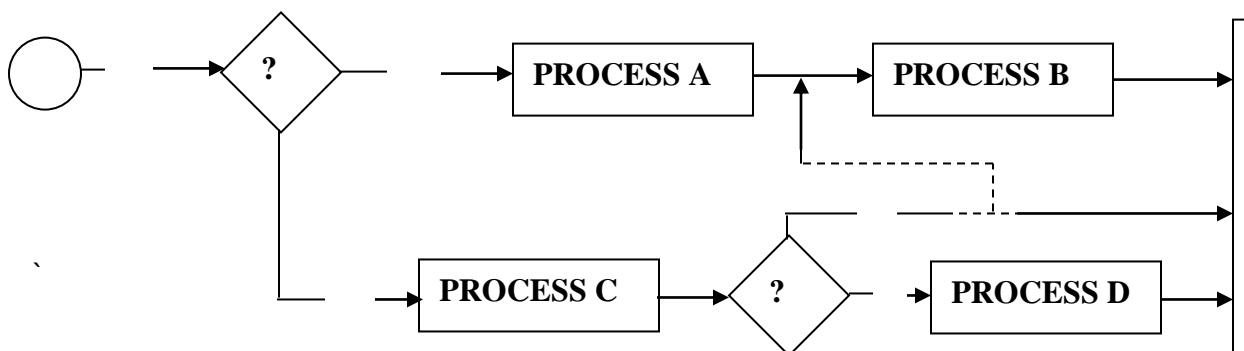 ?
PROCESS A
PROCESS B
PROCESS C
?
PROCESS D
`